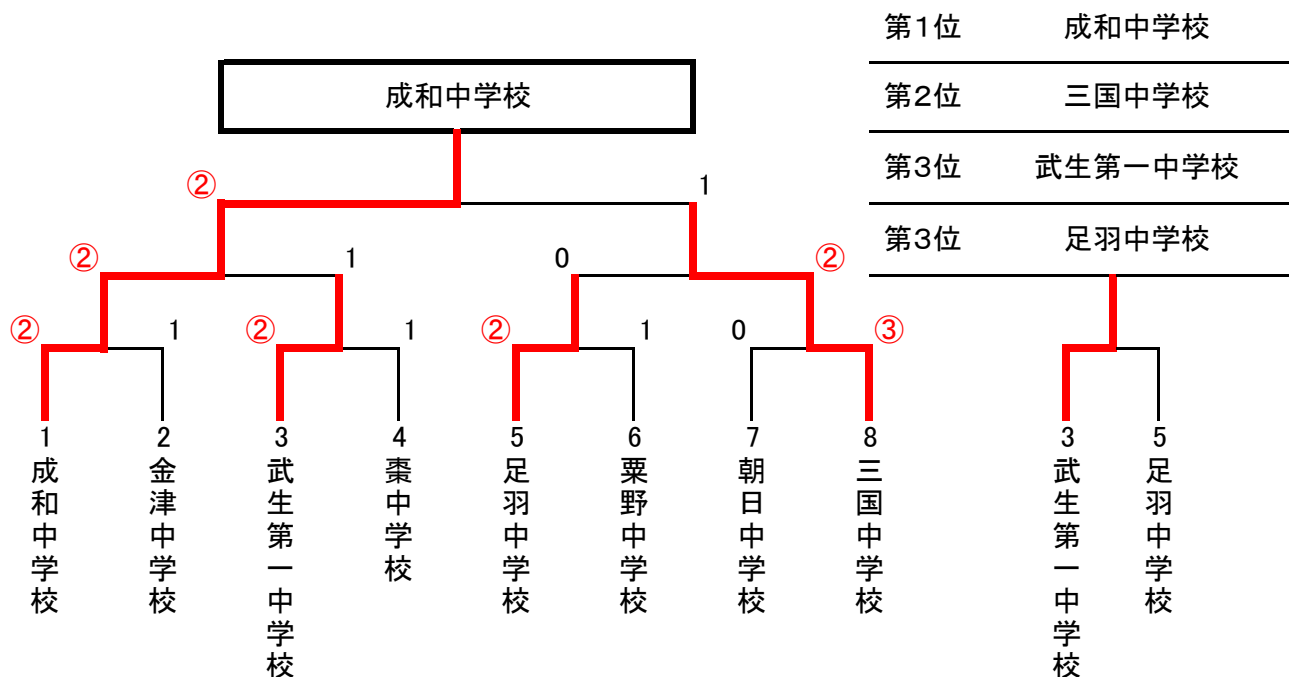 第1位 成和中学校
成和中学校
第2位 三国中学校
第3位 武生第一中学校
② 1
第3位 足羽中学校
② 1 0 ②
② 1 ② 1 ② 1 0 ③
1 2 3 4 5 6 7 8 3 5
成和中学校
金津中学校
武生第一中学校
棗中学校
足羽中学校
粟野中学校
朝日中学校
三国中学校
武生第一中学校
足羽中学校